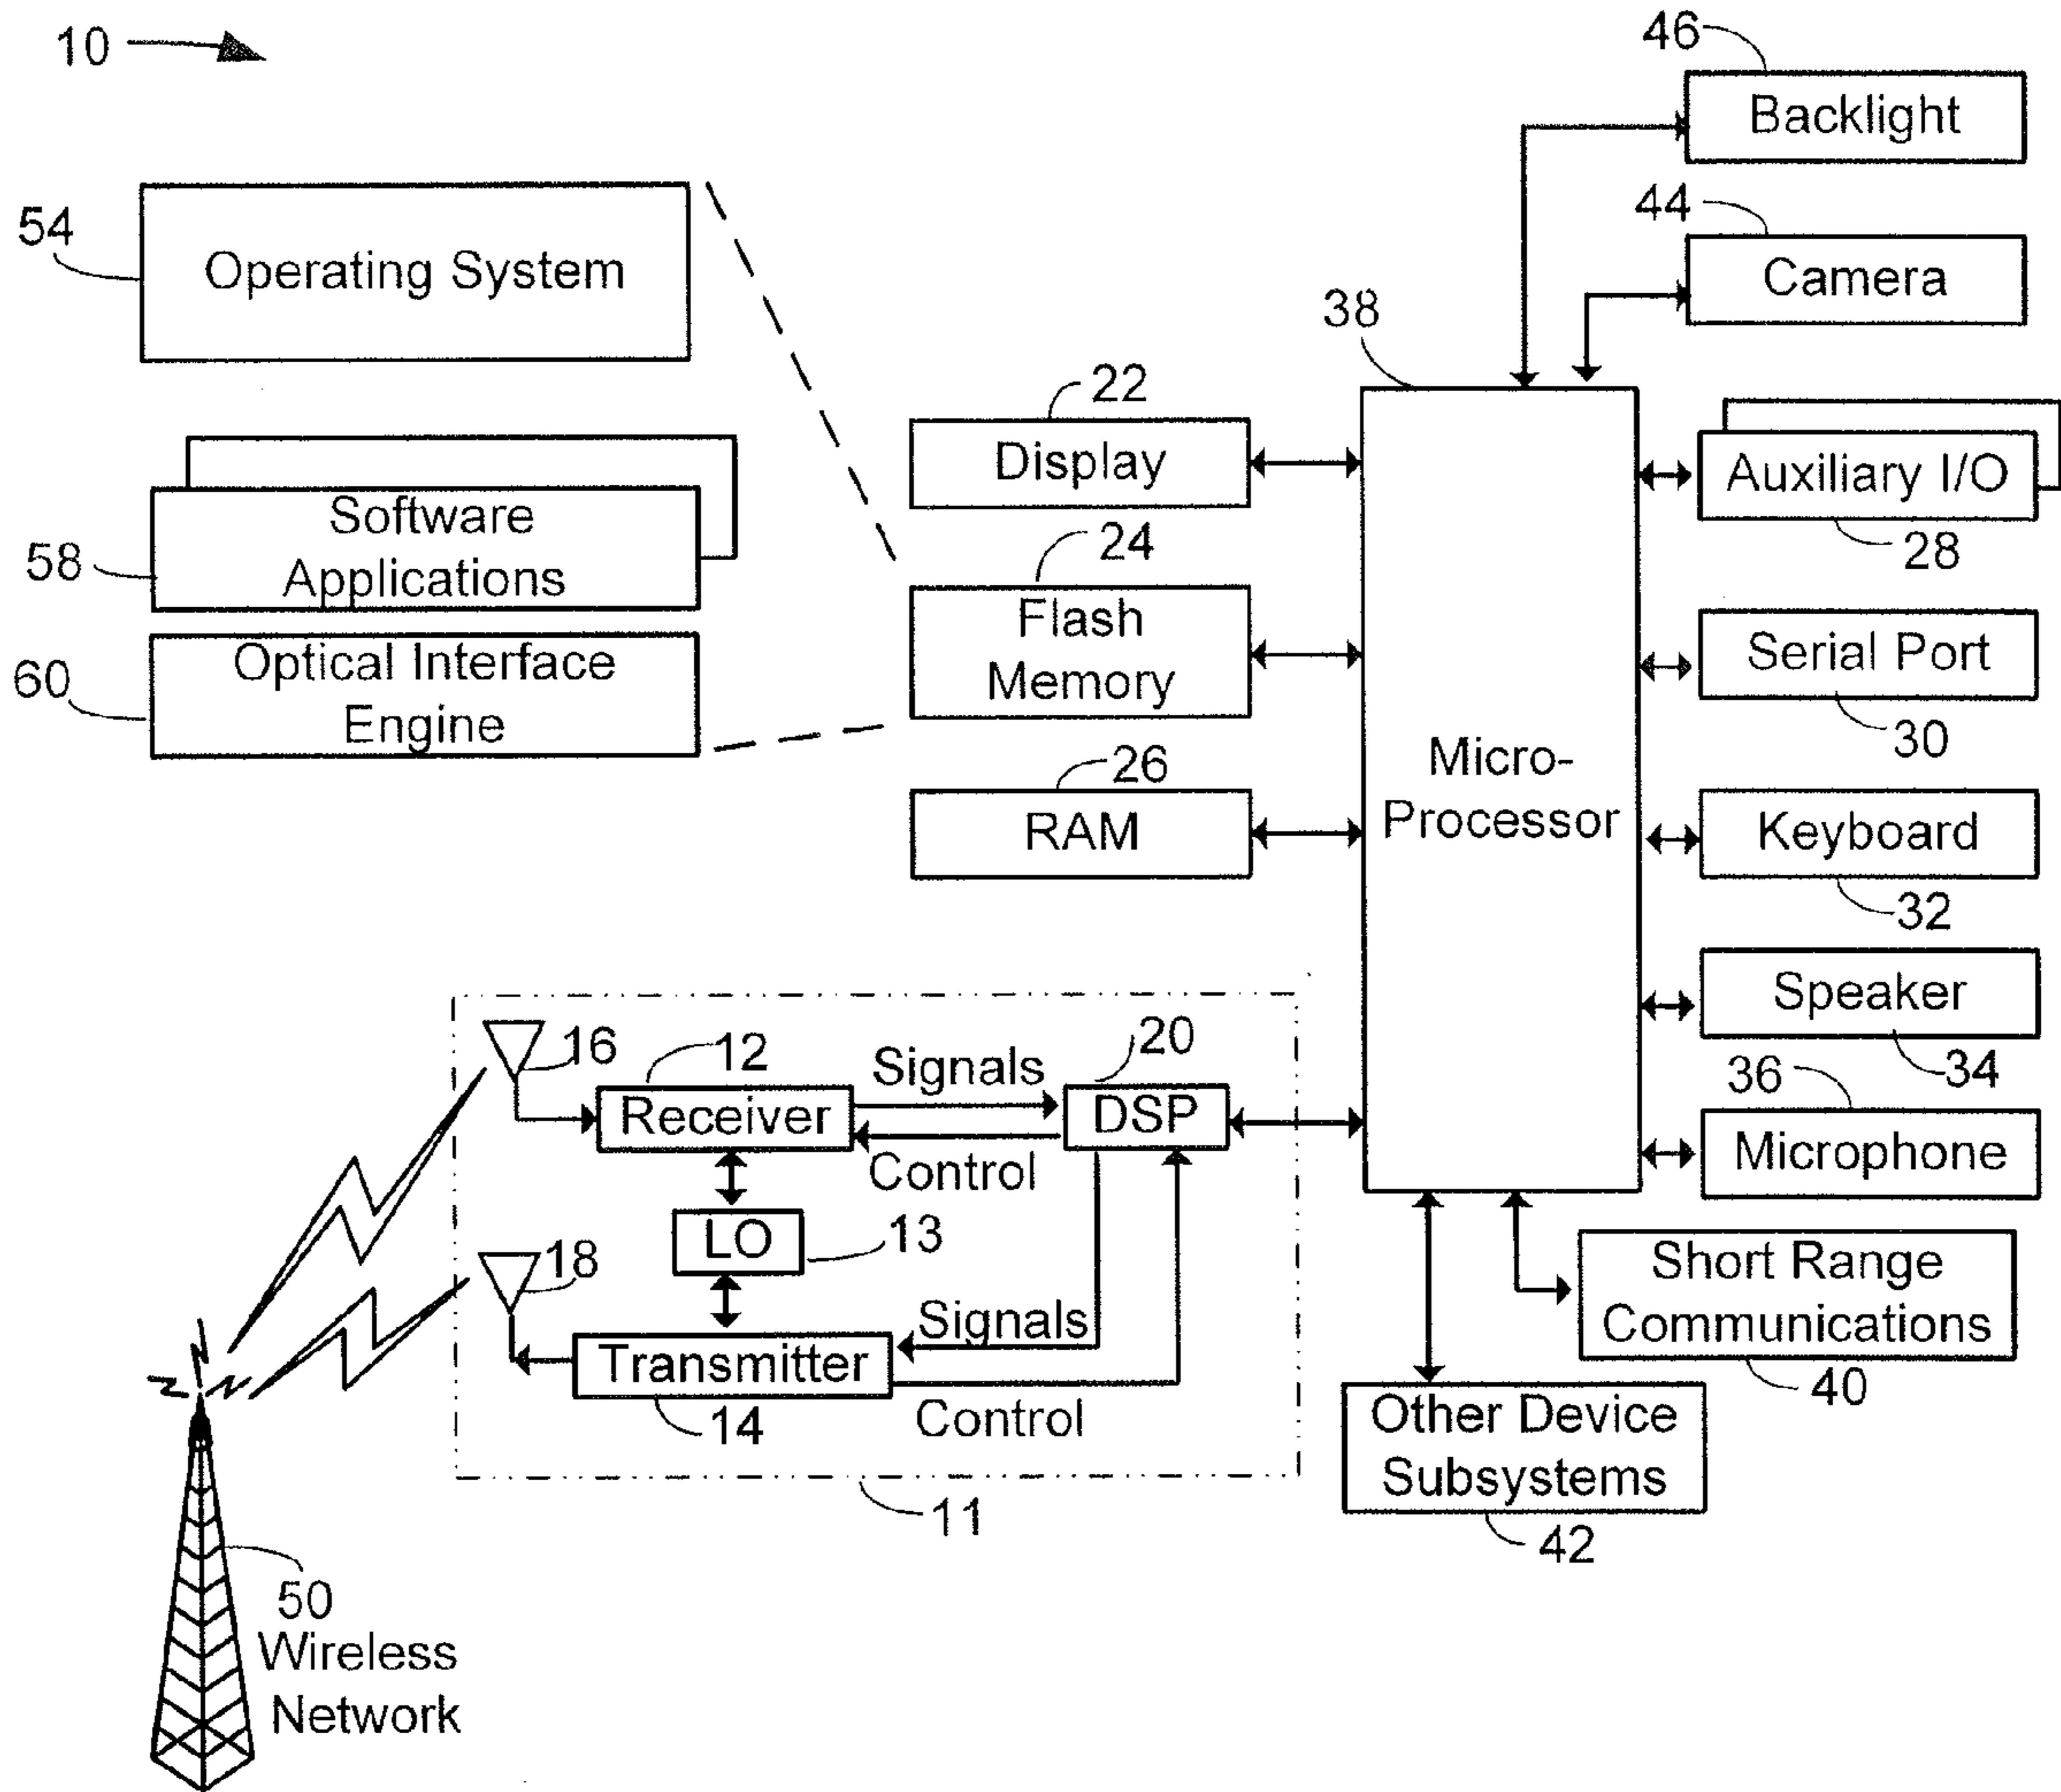 10
46
Backlight
44
Camera
54
Operating System
38
22
Display
Auxiliary I/O
28
58
Software
Applications
24
Flash
Memory
Serial Port
30
60
Optical Interface
Engine
26
RAM
Micro-
Processor
Keyboard
32
Speaker
34
16
12
Receiver
Signals
Control
20
DSP
36
Microphone
LO
13
18
Signals
Transmitter
14
Control
11
Short Range
Communications
40
Other Device
Subsystems
42
50
Wireless
Network